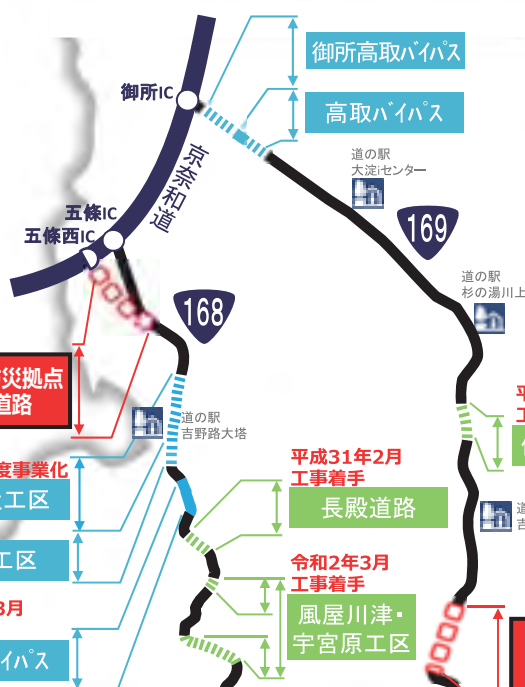 御所高取バイパス
御所IC
高取バイパス
道の駅
大淀iセンター
京奈和道
五條IC
五條西IC
169
道の駅
杉の湯川上
168
災拠点
道路
道の駅
吉野路大塔
度事業化
工区
平成31年2月
工事着手
長殿道路
工区
令和2年3月
工事着手
3月
風屋川津・
宇宮原工区
イパス